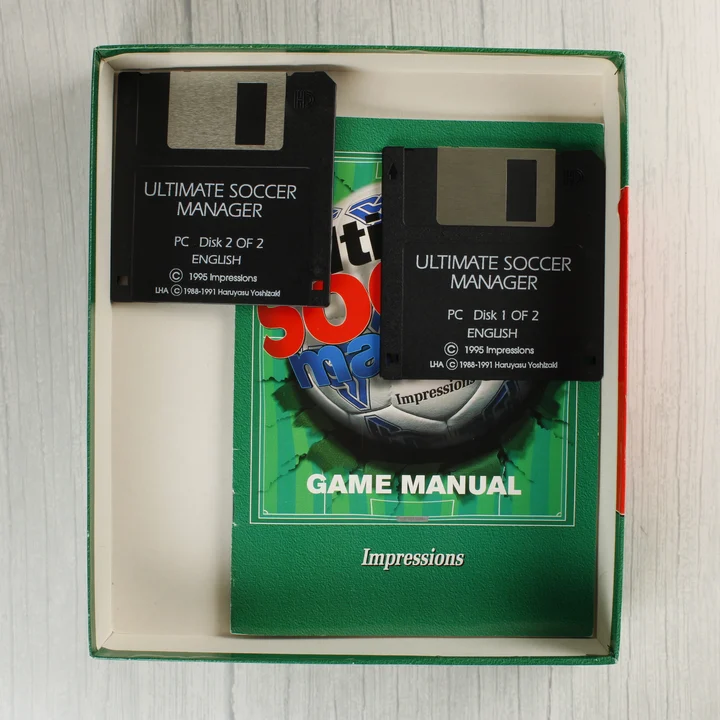 ULTIMATE SOCCER
MANAGER
PC Disk 2 OF 2
ENGLISH
© 1995 Impressions
LHA © 1988-1991 Haruyasu Yoshizaki
ULTIMATE SOCCER
MANAGER
PC Disk 1 OF 2
ENGLISH
© 1995 Impressions
LHA © 1988-1991 Haruyasu Yoshizaki
Impressions
GAME MANUAL
Impressions